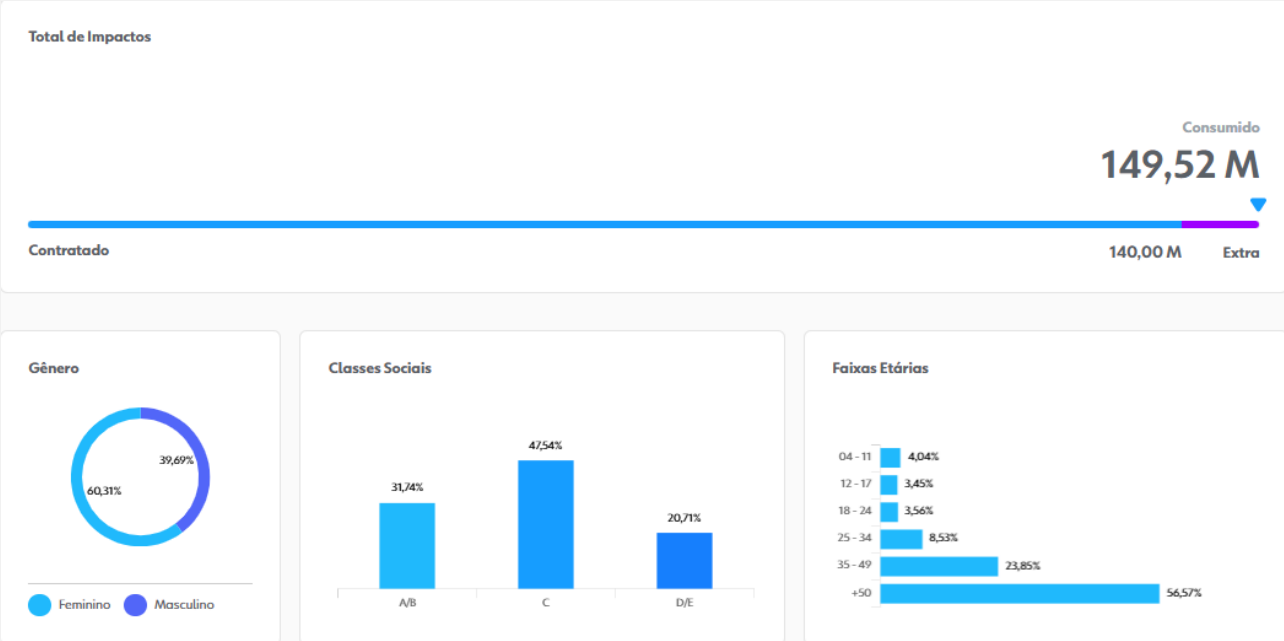 Total de Impactos
Consumido
149,52 M
Contratado
140,00 M
Extra
Gênero
39,69%
60,31%
Feminino
Masculino
Classes Sociais
31,74%
47,54%
20,71%
A/B
C
D/E
Faixas Etárias
04 - 11 4,04%
12 - 17 3,45%
18 - 24 3,56%
25 - 34 8,53%
35 - 49 23,85%
+50 56,57%